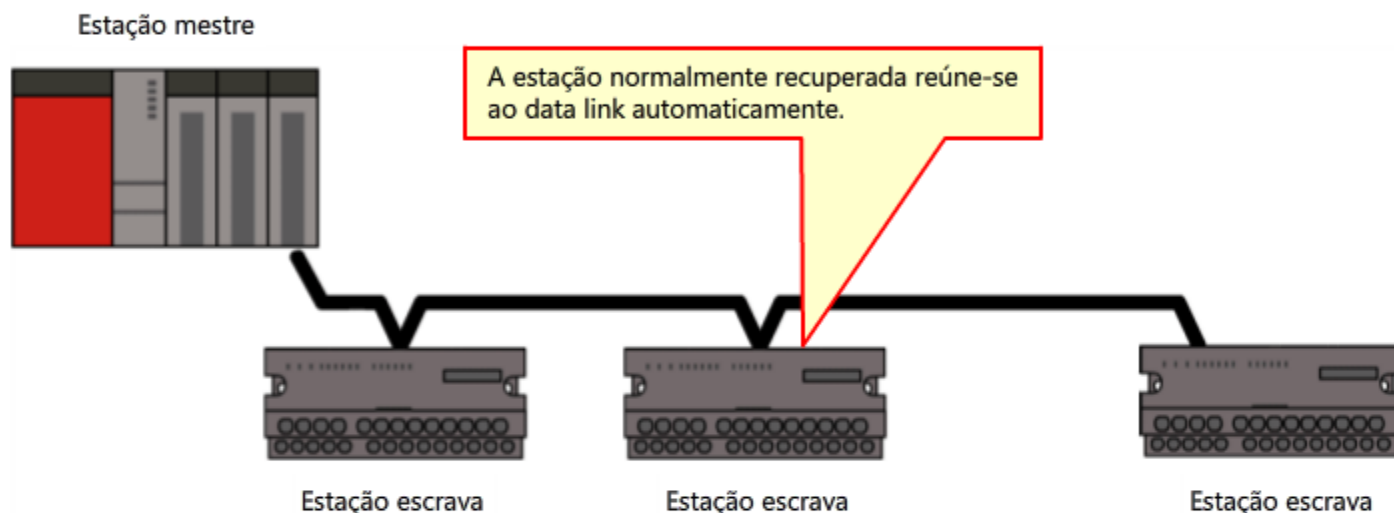 Estação mestre
A estação normalmente recuperada reúne-se
ao data link automaticamente.
Estação escrava
Estação escrava
Estação escrava